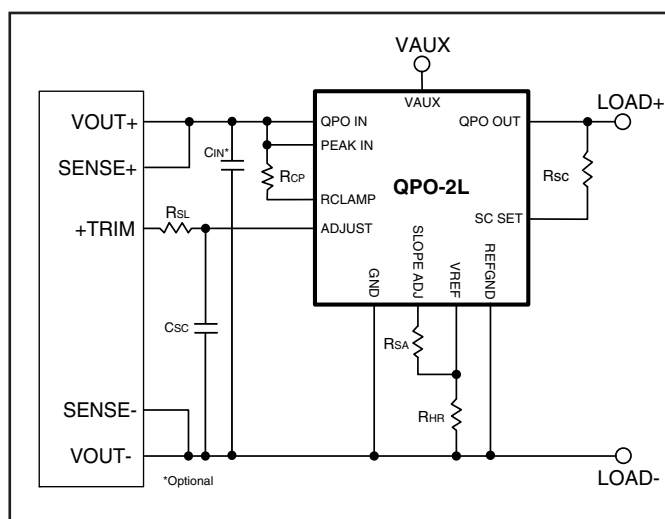 VAUX
VAUX
VOUT+
QPO IN
QPO OUT
LOAD+
CIN*
PEAK IN
SENSE+
RCP
QPO-2L
RSC
RCLAMP
SC SET
+TRIM
RSL
ADJUST
GND
SLOPE ADJ
VREF
REFGND
CSC
RSA
SENSE-
RHR
VOUT-
*Optional
LOAD-